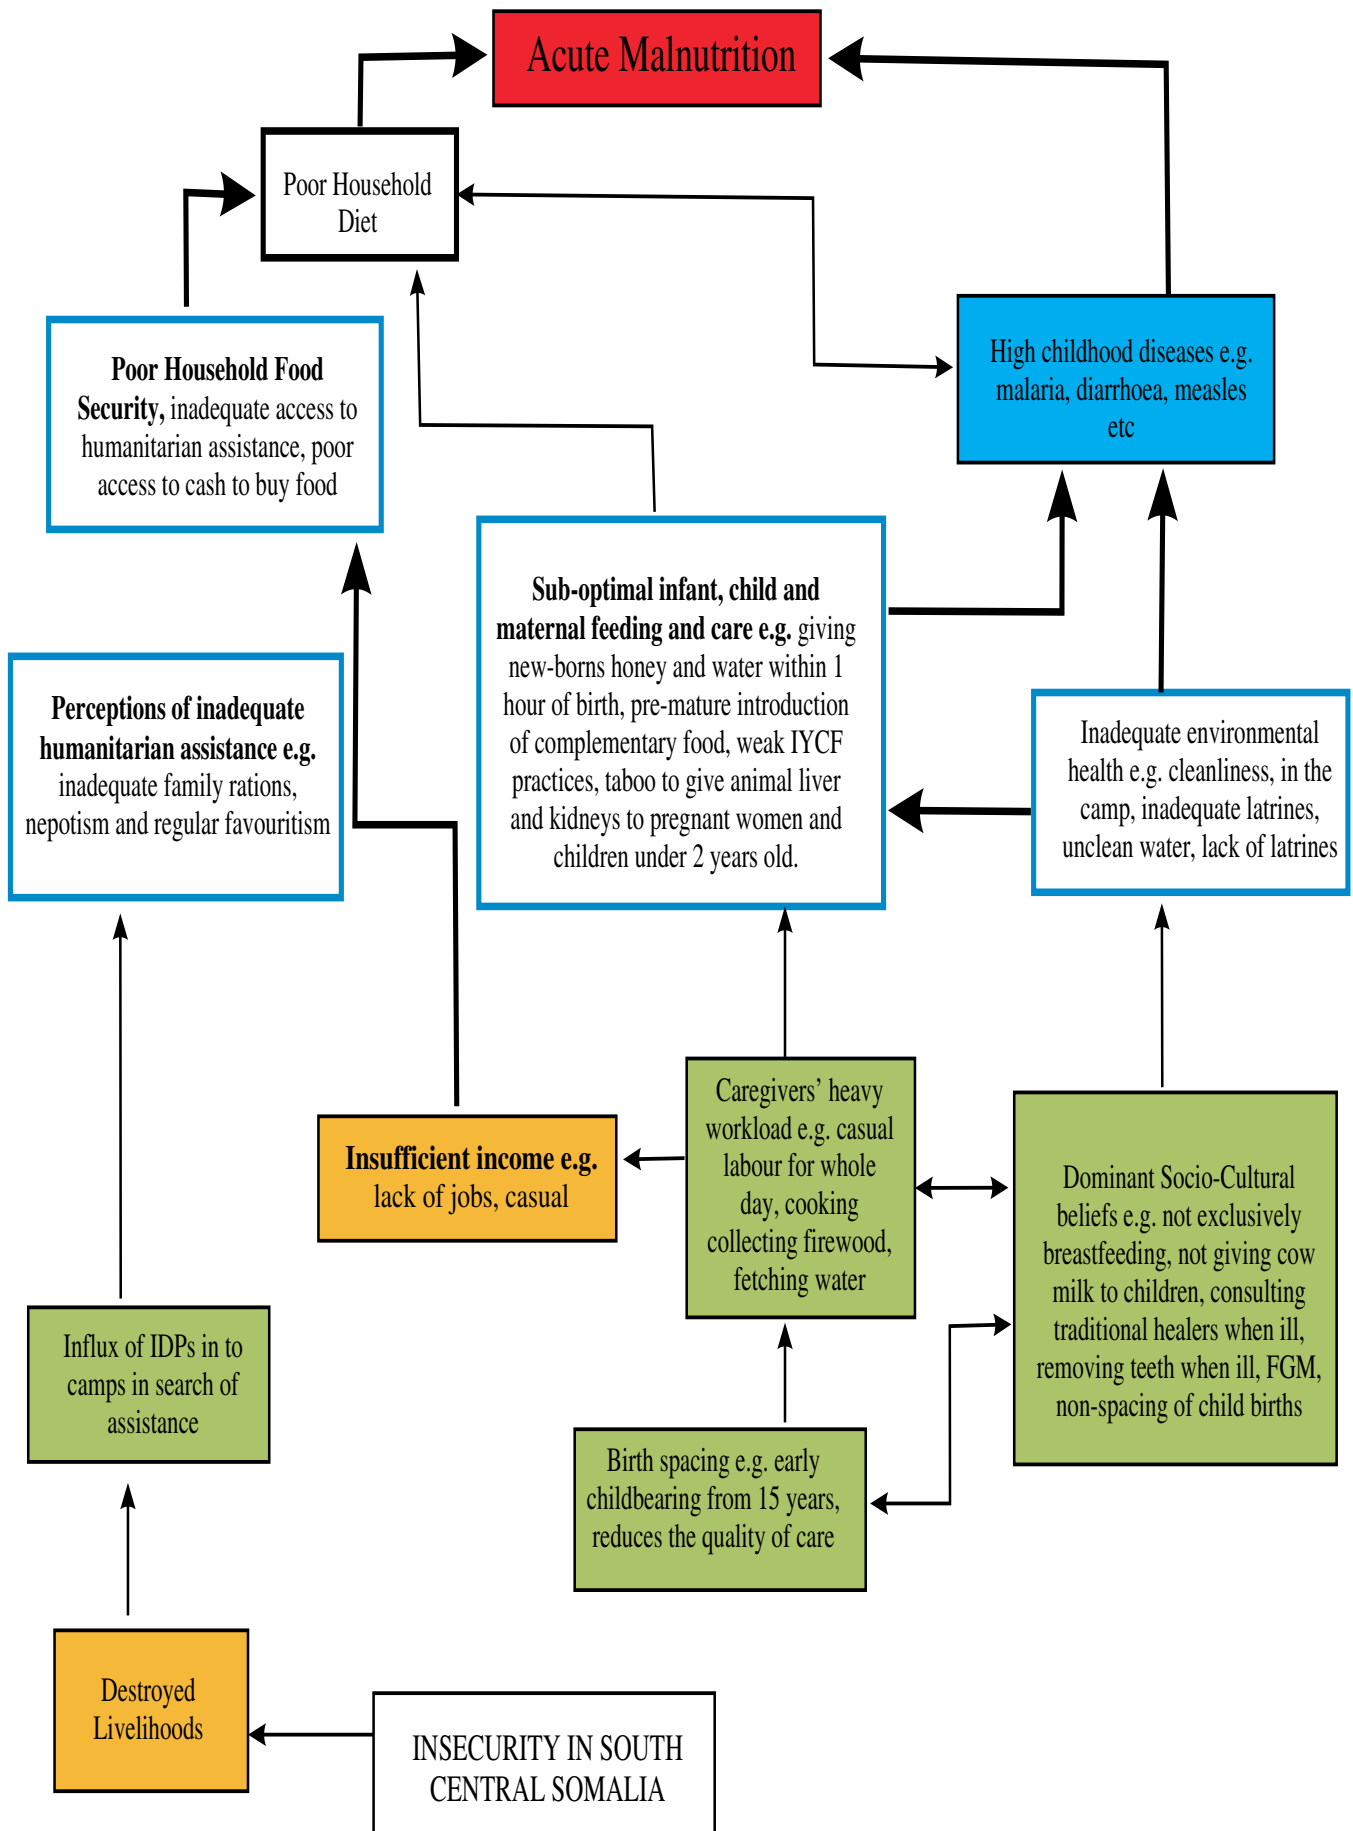 Acute Malnutrition
Poor Household
Diet
High childhood diseases e.g.
malaria, diarrhoea, measles
etc
Poor Household Food
Security, inadequate access to
humanitarian assistance, poor
access to cash to buy food
Sub-optimal infant, child and
maternal feeding and care e.g. giving
new-borns honey and water within 1
hour of birth, pre-mature introduction
of complementary food, weak IYCF
practices, taboo to give animal liver
and kidneys to pregnant women and
children under 2 years old.
Perceptions of inadequate
humanitarian assistance e.g.
inadequate family rations,
nepotism and regular favouritism
Inadequate environmental
health e.g. cleanliness, in the
camp, inadequate latrines,
unclean water, lack of latrines
Insufficient income e.g.
lack of jobs, casual
Caregivers’ heavy
workload e.g. casual
labour for whole
day, cooking
collecting firewood,
fetching water
Dominant Socio-Cultural
beliefs e.g. not exclusively
breastfeeding, not giving cow
milk to children, consulting
traditional healers when ill,
removing teeth when ill, FGM,
non-spacing of child births
Influx of IDPs in to
camps in search of
assistance
Birth spacing e.g. early
childbearing from 15 years,
reduces the quality of care
Destroyed
Livelihoods
INSECURITY IN SOUTH
CENTRAL SOMALIA